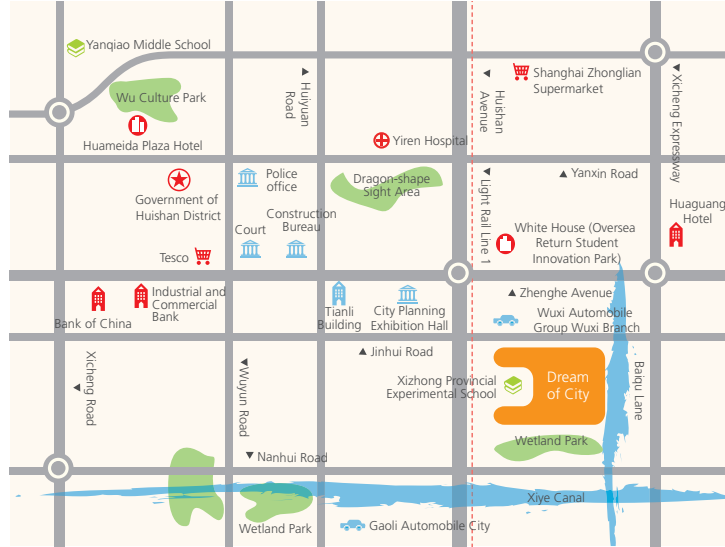 Yanqiao Middle School
Wu Culture Park
Huameida Plaza Hotel
Huiyuan
Road
Huishan
Avenue
Shanghai Zhonglian
Supermarket
Xicheng Expressway
Yiren Hospital
Government of
Huishan District
Police
office
Dragon-shape
Sight Area
Yanxin Road
Light Rail Line 1
Huaguang
Hotel
Construction
Bureau
Court
Tesco
White House (Oversea
Return Student
Innovation Park)
Bank of China
Industrial and
Commercial
Bank
Tianli
Building
City Planning
Exhibition Hall
Zhenghe Avenue
Wuxi Automobile
Group Wuxi Branch
Jinhui Road
Xicheng Road
Wuyun Road
Xizhong Provincial
Experimental School
Dream
of City
Baiqu Lane
Nanhui Road
Wetland Park
Xiye Canal
Wetland Park
Gaoli Automobile City